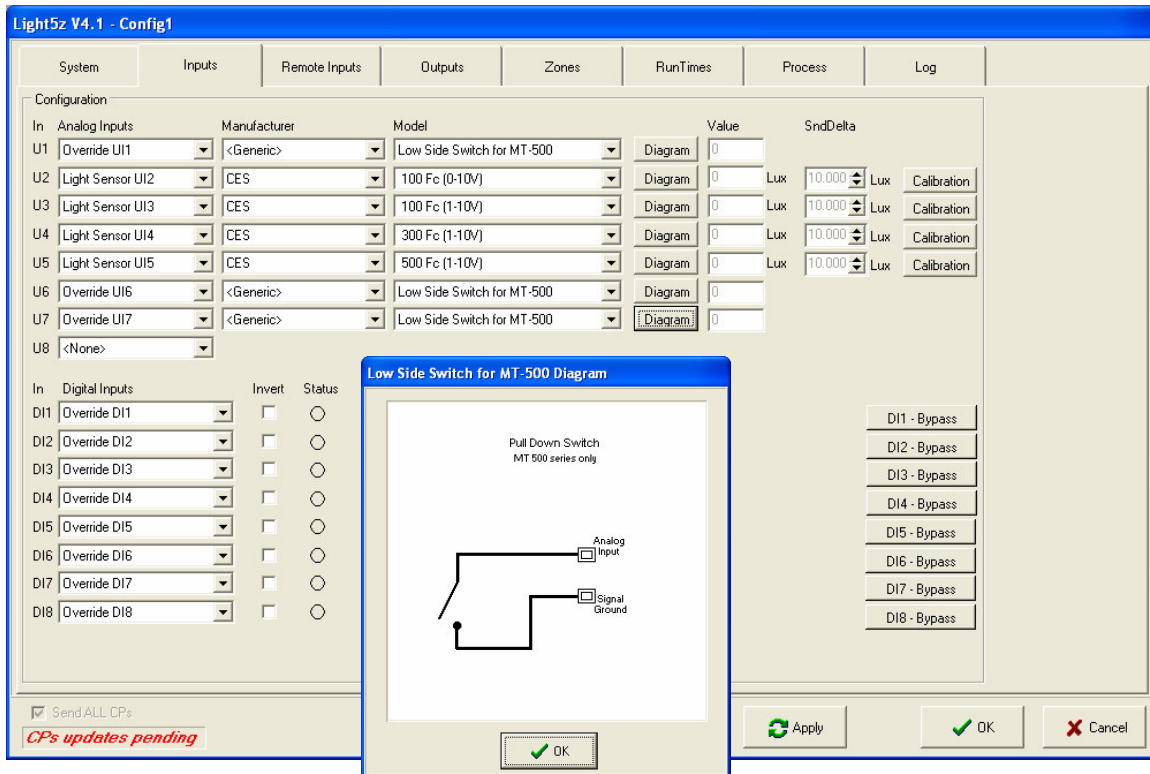 Light5z V4.1 - Config1
System Inputs Remote Inputs Outputs Zones RunTimes Process Log
Configuration
In Analog Inputs Manufacturer Model Value SndDelta
U1 Override UI1 <Generic> Low Side Switch for MT-500 Diagram 0
U2 Light Sensor UI2 CES 100 Fc (0-10V) Diagram 0 Lux 10.000 Lux Calibration
U3 Light Sensor UI3 CES 100 Fc (1-10V) Diagram 0 Lux 10.000 Lux Calibration
U4 Light Sensor UI4 CES 300 Fc (1-10V) Diagram 0 Lux 10.000 Lux Calibration
U5 Light Sensor UI5 CES 500 Fc (1-10V) Diagram 0 Lux 10.000 Lux Calibration
U6 Override UI6 <Generic> Low Side Switch for MT-500 Diagram 0
U7 Override UI7 <Generic> Low Side Switch for MT-500 Diagram 0
U8 <None>
In Digital Inputs Invert Status
DI1 Override DI1 DI1 - Bypass
DI2 Override DI2 DI2 - Bypass
DI3 Override DI3 DI3 - Bypass
DI4 Override DI4 DI4 - Bypass
DI5 Override DI5 DI5 - Bypass
DI6 Override DI6 DI6 - Bypass
DI7 Override DI7 DI7 - Bypass
DI8 Override DI8 DI8 - Bypass
Low Side Switch for MT-500 Diagram
Pull Down Switch
MT 500 series only
Analog
Input
Signal
Ground
OK
Send ALL CPs
CPs updates pending
Apply OK Cancel